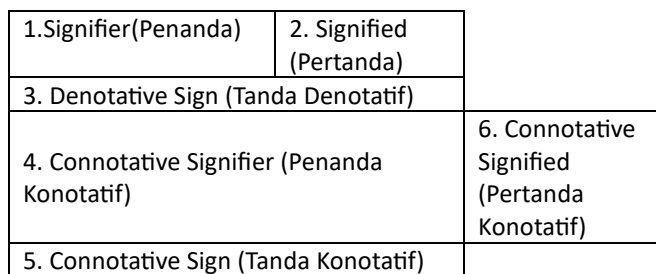 1.Signifier(Penanda)
2. Signified
(Pertanda)
3. Denotative Sign (Tanda Denotatif)
4. Connotative Signifier (Penanda
Konotatif)
6. Connotative
Signified
(Pertanda
Konotatif)
5. Connotative Sign (Tanda Konotatif)